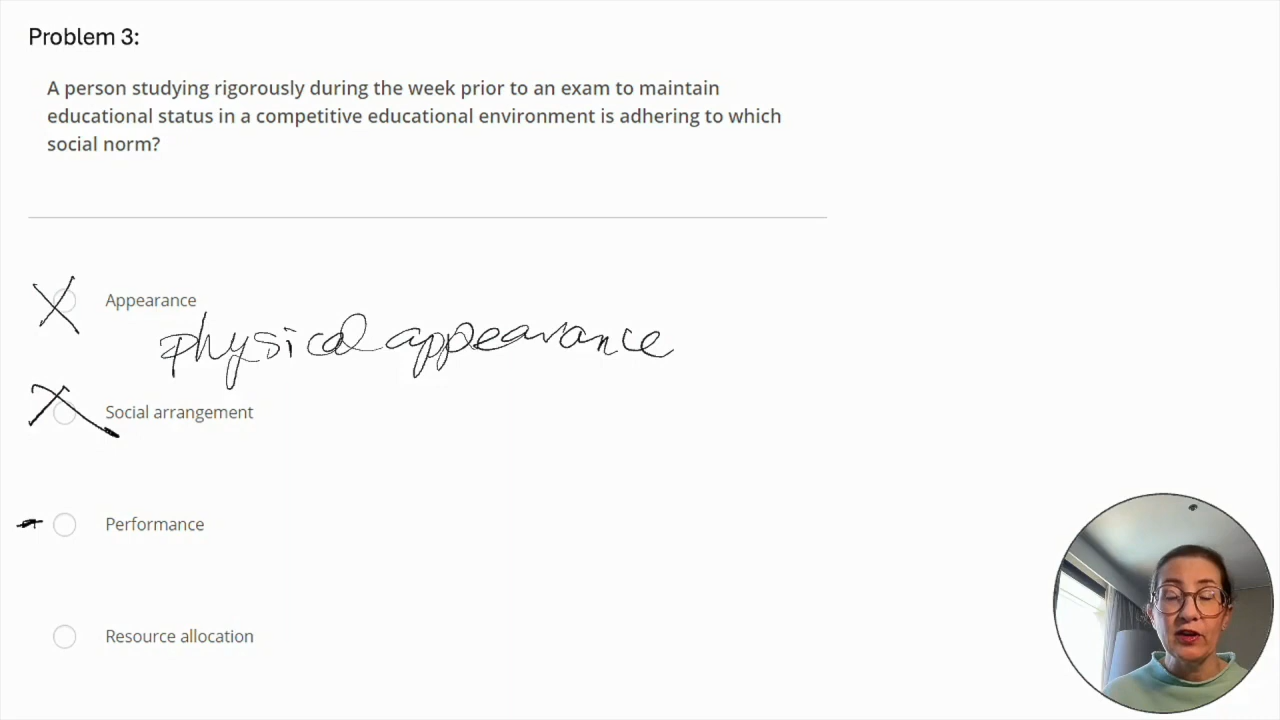 Problem 3:
A person studying rigorously during the week prior to an exam to maintain
educational status in a competitive educational environment is adhering to which
social norm?
Appearance
physical appearance
Social arrangement
Performance
Resource allocation